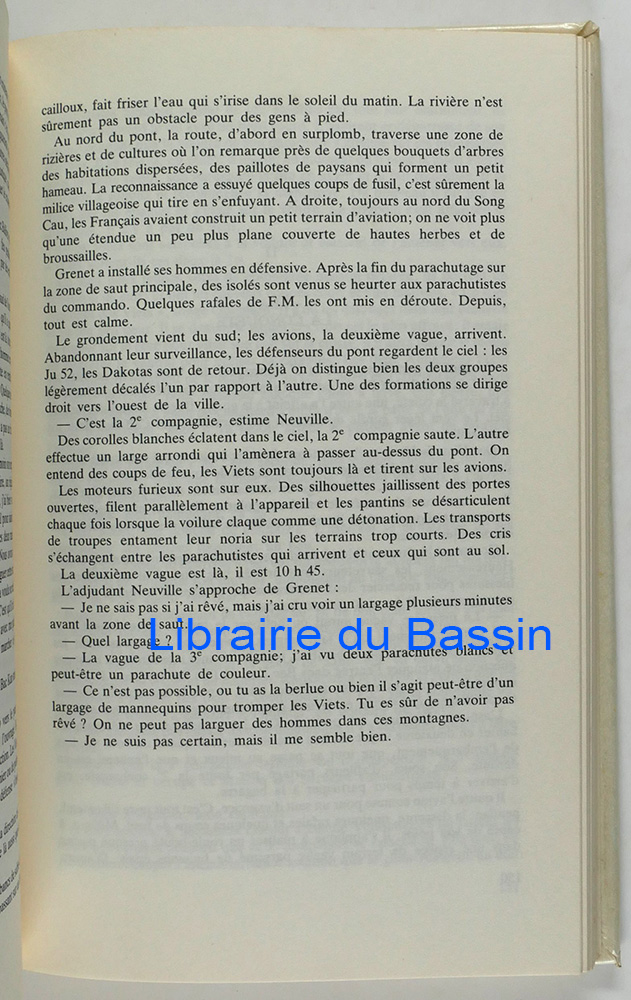 cailloux, fait friser l'eau qui s'irise dans le soleil du matin. La rivière n'est
sûrement pas un obstacle pour des gens à pied.
Au nord du pont, la route, d'abord en surplomb, traverse une zone de
rizières et de cultures où l'on remarque près de quelques bouquets d'arbres
des habitations dispersées, des paillotes de paysans qui forment un petit
hameau. La reconnaissance a essuyé quelques coups de fusil, c'est sûrement la
milice villageoise qui tire en s'enfuyant. A droite, toujours au nord du Song
Cau, les Français avaient construit un petit terrain d'aviation; on ne voit plus
qu'une étendue un peu plus plane couverte de hautes herbes et de
broussailles.
Grenet a installé ses hommes en défensive. Après la fin du parachutage sur
la zone de saut principale, des isolés sont venus se heurter aux parachutistes
du commando. Quelques rafales de F.M. les ont mis en déroute. Depuis,
tout est calme.
Le grondement vient du sud; les avions, la deuxième vague, arrivent.
Abandonnant leur surveillance, les défenseurs du pont regardent le ciel : les
Ju 52, les Dakotas sont de retour. Déjà on distingue bien les deux groupes
légèrement décalés l'un par rapport à l'autre. Une des formations se dirige
droit vers l'ouest de la ville.
— C'est la 2e compagnie, estime Neuville.
Des corolles blanches éclatent dans le ciel, la 2e compagnie saute. L'autre
effectue un large arrondi qui l'amènera à passer au-dessus du pont. On
entend des coups de feu, les Viets sont toujours là et tirent sur les avions.
Les moteurs furieux sont sur eux. Des silhouettes jaillissent des portes
ouvertes, filent parallèlement à l'appareil et les pantins se désarticulent
chaque fois lorsque la voilure claque comme une détonation. Les transports
de troupes entament leur noria sur les terrains trop courts. Des cris
s'échangent entre les parachutistes qui arrivent et ceux qui sont au sol.
La deuxième vague est là, il est 10 h 45.
L'adjudant Neuville s'approche de Grenet :
— Je ne sais pas si j'ai rêvé, mais j'ai cru voir un largage plusieurs minutes
avant la zone de saut.
— Quel largage ?
Librairie du Bassin
— La vague de la 3e compagnie; j'ai vu deux parachutes blancs et
peut-être un parachute de couleur.
— Ce n'est pas possible, ou tu as la berlue ou bien il s'agit peut-être d'un
largage de mannequins pour tromper les Viets. Tu es sûr de n'avoir pas
rêvé ? On ne peut pas larguer des hommes dans ces montagnes.
— Je ne suis pas certain, mais il me semble bien.